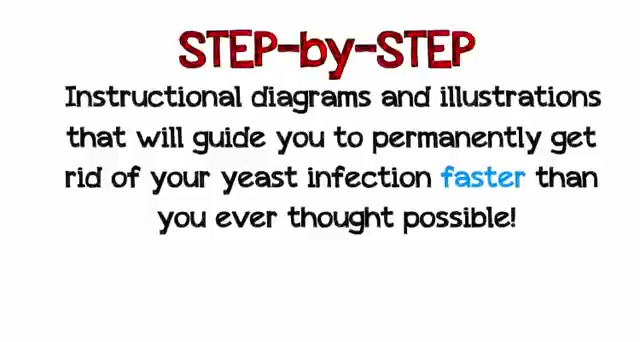 STEP-by-STEP
Instructional diagrams and illustrations
that will guide you to permanently get
rid of your yeast infection faster than
you ever thought possible!